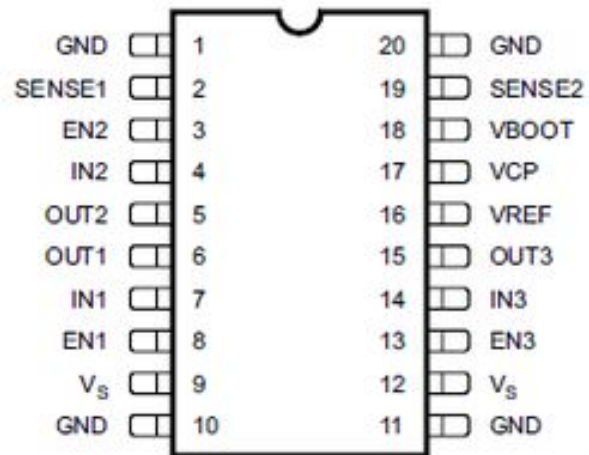 GND 1 20 GND
SENSE1 2 19 SENSE2
EN2 3 18 VBOOT
IN2 4 17 VCP
OUT2 5 16 VREF
OUT1 6 15 OUT3
IN1 7 14 IN3
EN1 8 13 EN3
VS 9 12 VS
GND 10 11 GND